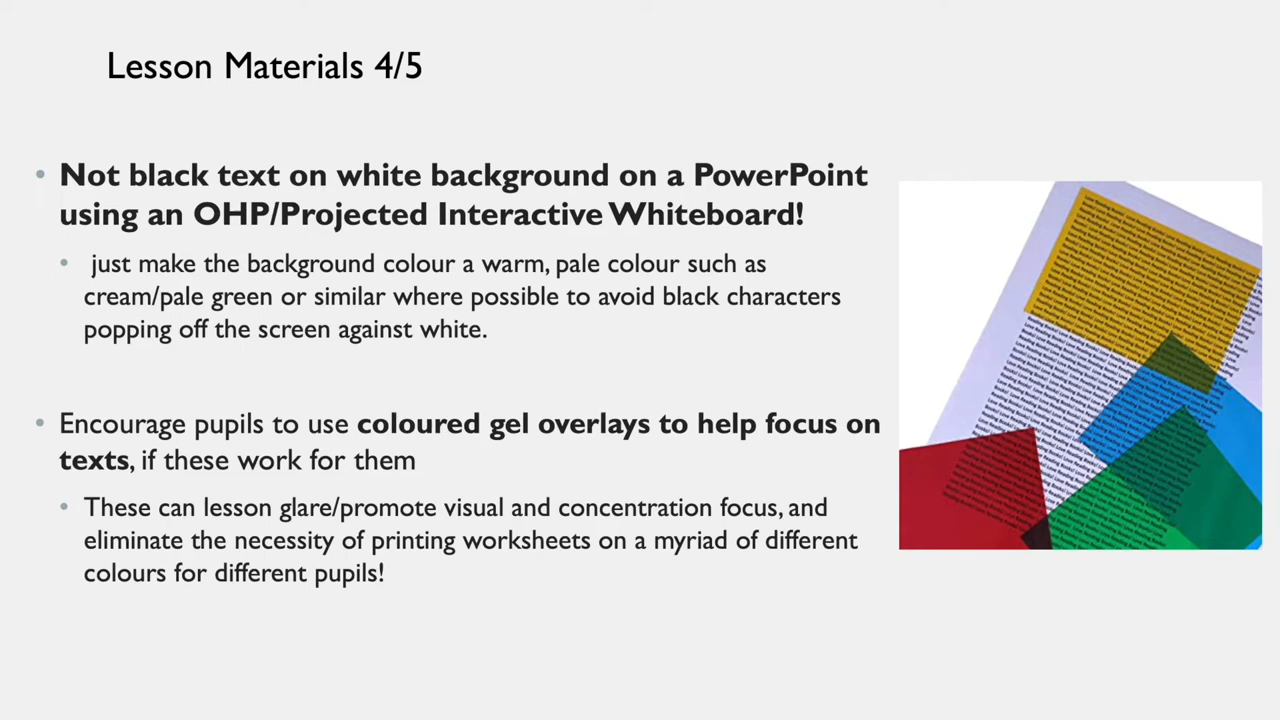 Lesson Materials 4/5
Not black text on white background on a PowerPoint
using an OHP/Projected Interactive Whiteboard!
just make the background colour a warm, pale colour such as
cream/pale green or similar where possible to avoid black characters
popping off the screen against white.
Encourage pupils to use coloured gel overlays to help focus on
texts, if these work for them
These can lesson glare/promote visual and concentration focus, and
eliminate the necessity of printing worksheets on a myriad of different
colours for different pupils!